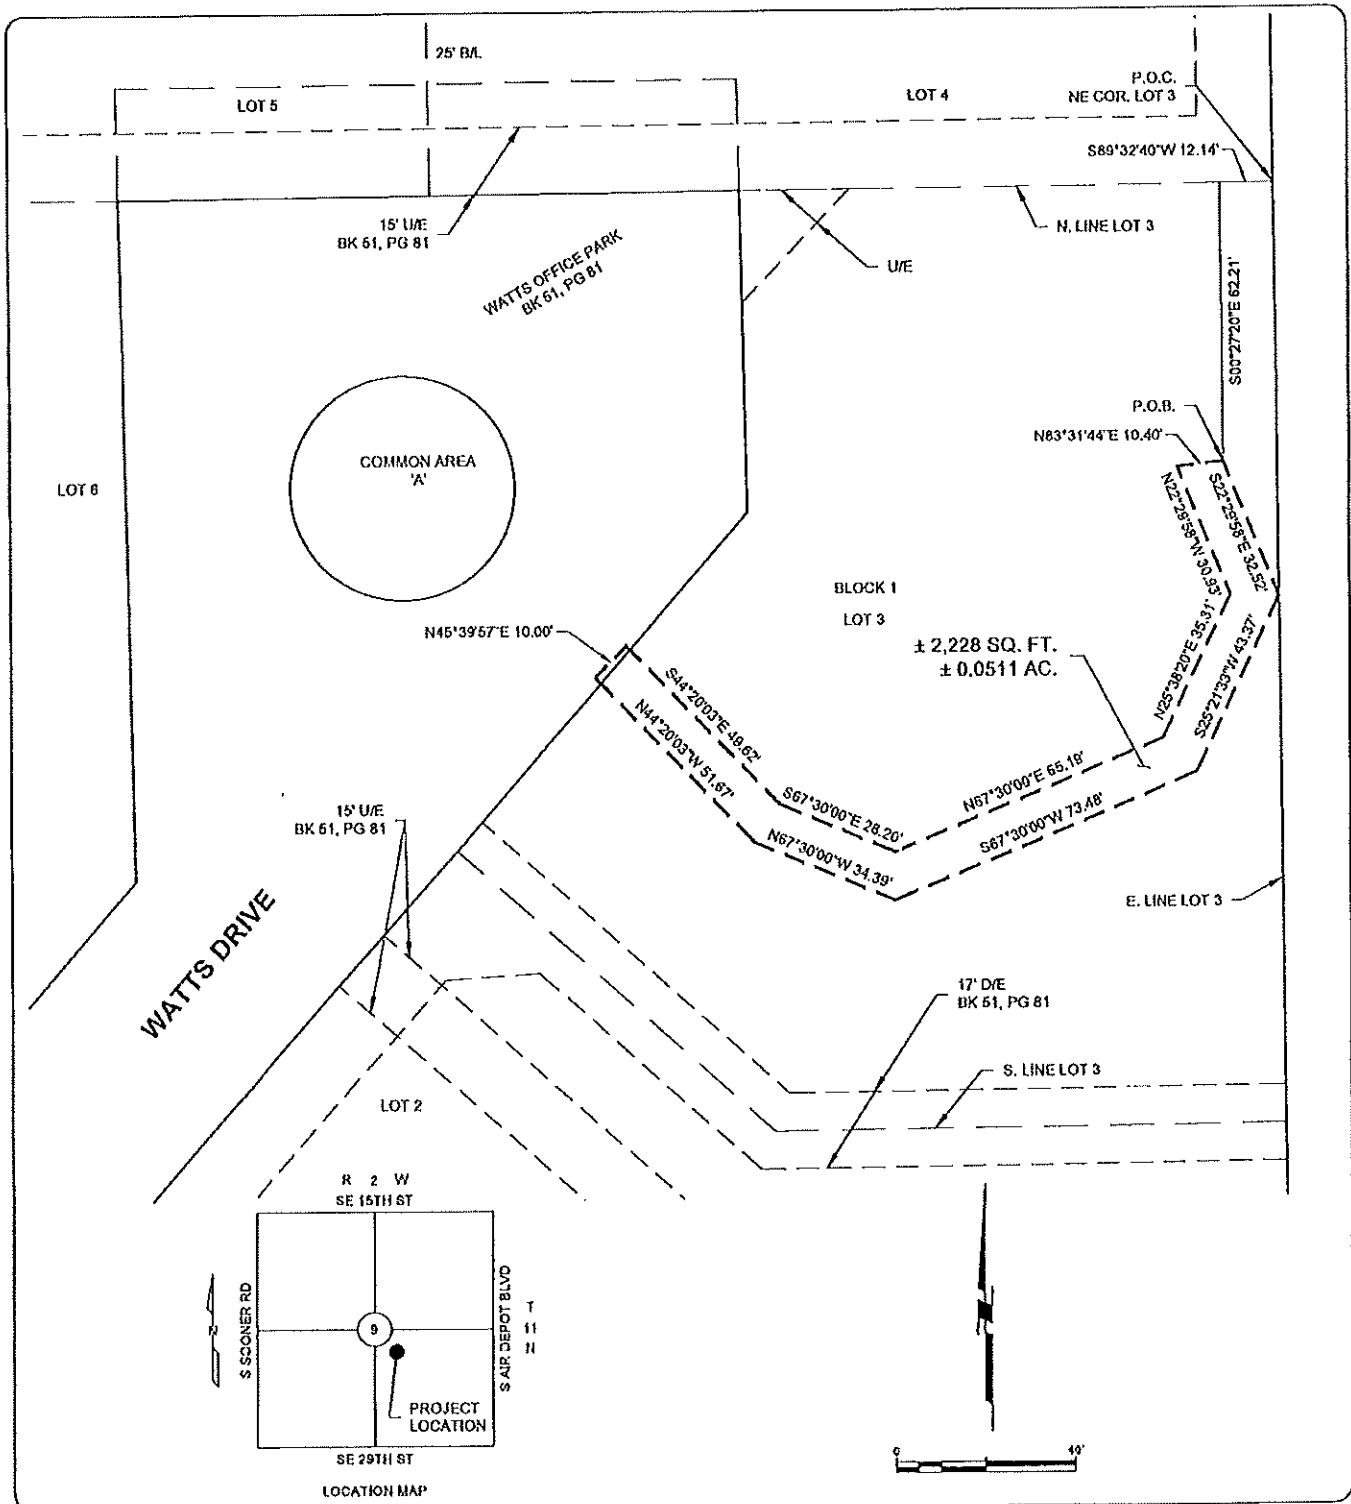 25' B/L
P.O.C.
NE COR. LOT 3
LOT 5
LOT 4
S89°32'40"W 12.14'
15' U/E
BK 51, PG 81
N. LINE LOT 3
WATTS OFFICE PARK
BK 51, PG 81
U/E
S00°27'20"E 62.21'
P.O.B.
N83°31'44"E 10.40'
COMMON AREA
'A'
LOT 6
N22°29'58"W 30.93'
S22°29'58"E 32.52'
BLOCK 1
LOT 3
N45°39'57"E 10.00'
± 2,228 SQ. FT.
± 0.0511 AC.
N25°38'20"E 35.31'
S25°21'33"W 43.37'
S44°20'03"E 49.62'
N44°20'03"W 51.67'
N67°30'00"E 65.19'
S67°30'00"E 28.20'
S67°30'00"W 73.48'
15' U/E
BK 51, PG 81
N67°30'00"W 34.39'
E. LINE LOT 3
WATTS DRIVE
17' D/E
BK 51, PG 81
S. LINE LOT 3
LOT 2
R 2 W
SE 15TH ST
S SOONER RD
N
9
S AIR DEPOT BLVD
T
11
N
PROJECT
LOCATION
SE 29TH ST
LOCATION MAP
N
0 40'